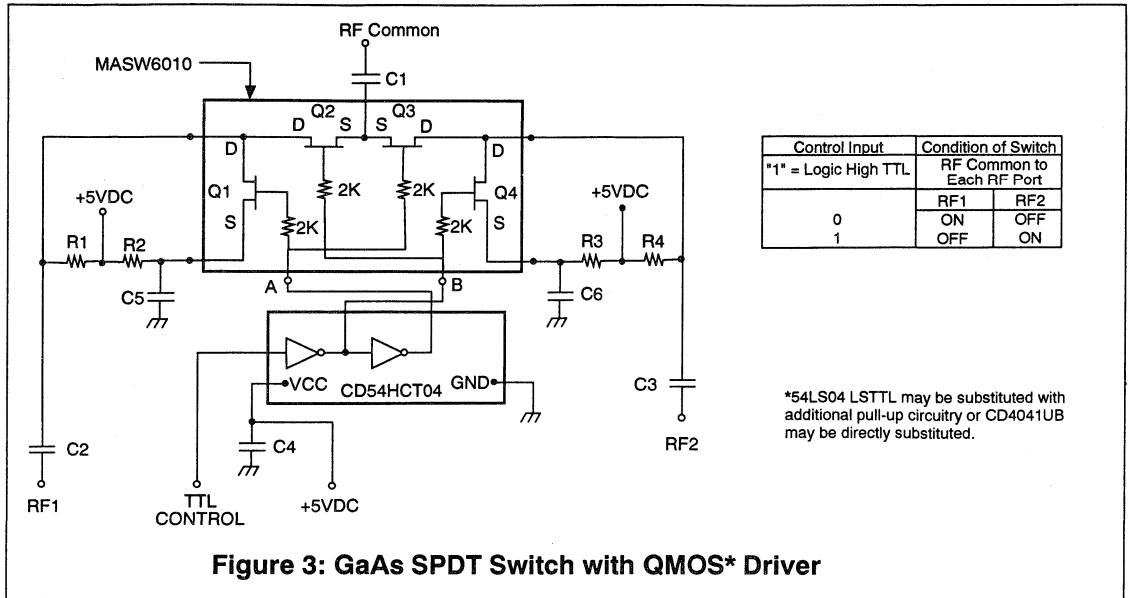 RF Common
MASW6010
C1
Q2
Q3
D
S
S
D
D
D
Q1
Q4
2K
2K
S
2K
2K
S
+5VDC
+5VDC
R1
R2
R3
R4
A
B
C5
C6
VCC
CD54HCT04
GND
C3
C2
C4
RF1
RF2
TTL
CONTROL
+5VDC
Control Input
Condition of Switch
"1" = Logic High TTL
RF Common to
Each RF Port
RF1
RF2
0
ON
OFF
1
OFF
ON
*54LS04 LSTTL may be substituted with
additional pull-up circuitry or CD4041UB
may be directly substituted.
Figure 3: GaAs SPDT Switch with QMOS* Driver